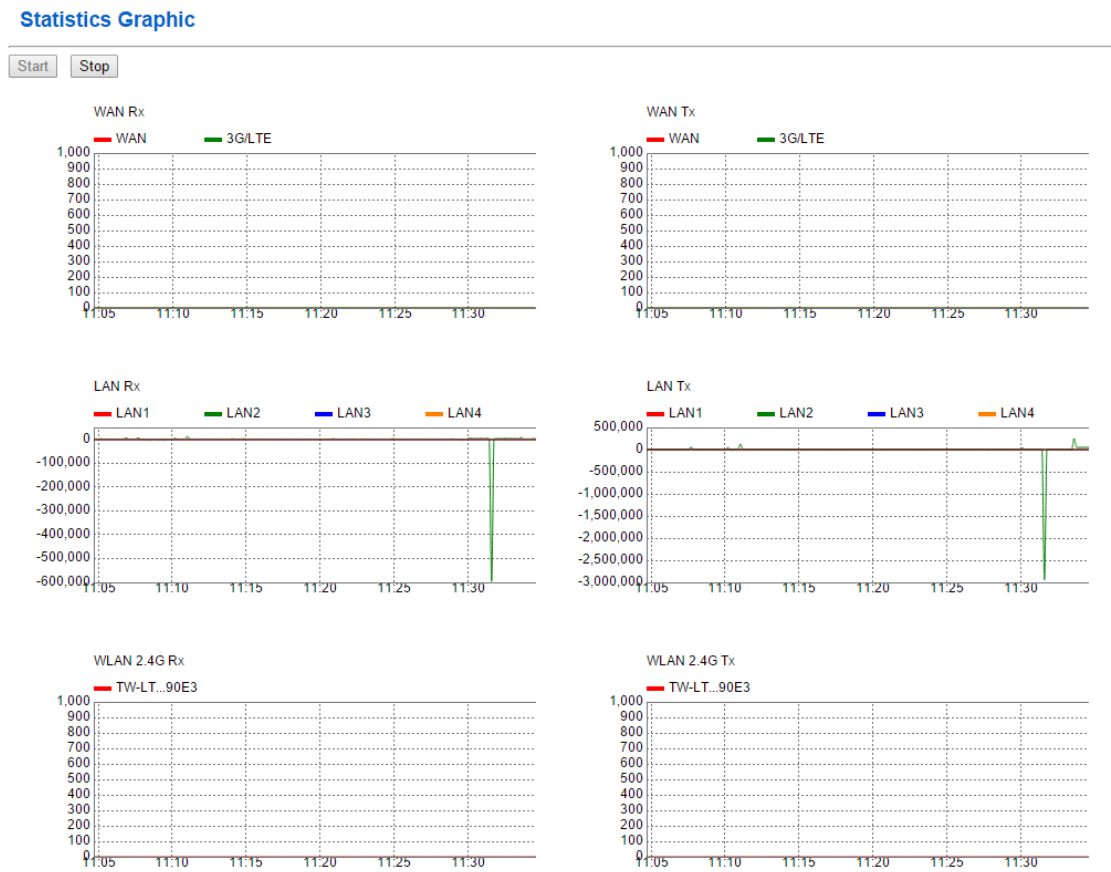 Statistics Graphic
Start Stop
WAN Rx
WAN 3G/LTE
1,000
900
800
700
600
500
400
300
200
100
0
11:05 11:10 11:15 11:20 11:25 11:30
WAN Tx
WAN 3G/LTE
1,000
900
800
700
600
500
400
300
200
100
0
11:05 11:10 11:15 11:20 11:25 11:30
LAN Rx
LAN1 LAN2 LAN3 LAN4
0
-100,000
-200,000
-300,000
-400,000
-500,000
-600,000
11:05 11:10 11:15 11:20 11:25 11:30
LAN Tx
LAN1 LAN2 LAN3 LAN4
500,000
0
-500,000
-1,000,000
-1,500,000
-2,000,000
-2,500,000
-3,000,000
11:05 11:10 11:15 11:20 11:25 11:30
WLAN 2.4G Rx
TW-LT...90E3
1,000
900
800
700
600
500
400
300
200
100
0
11:05 11:10 11:15 11:20 11:25 11:30
WLAN 2.4G Tx
TW-LT...90E3
1,000
900
800
700
600
500
400
300
200
100
0
11:05 11:10 11:15 11:20 11:25 11:30